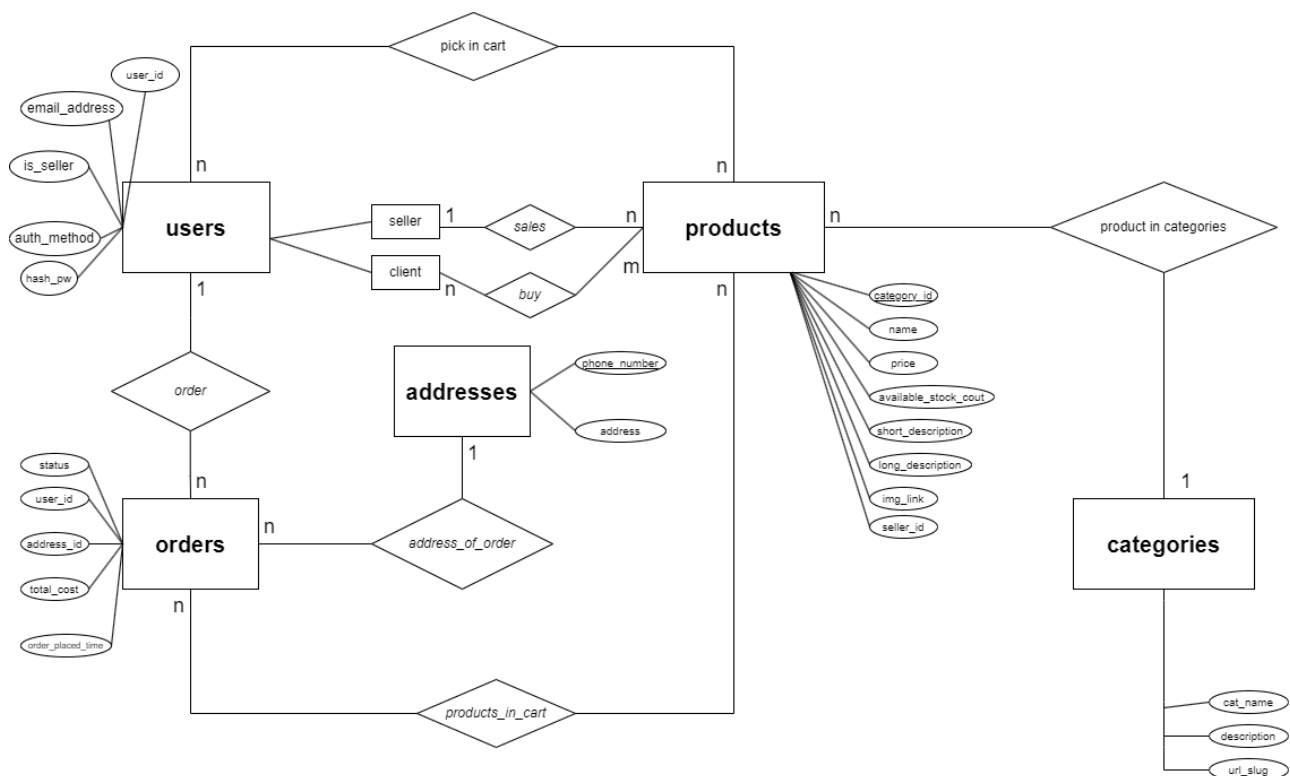 pick in cart
user_id
email_address
is_seller
auth_method
hash_pw
n
n
users
seller
1
sales
n
products
n
product in categories
client
n
buy
m
1
n
category_id
name
price
available_stock_cout
short_description
long_description
img_link
seller_id
order
addresses
phone_number
address
1
status
user_id
address_id
total_cost
order_placed_time
n
orders
n
address_of_order
n
1
categories
products_in_cart
cat_name
description
url_slug